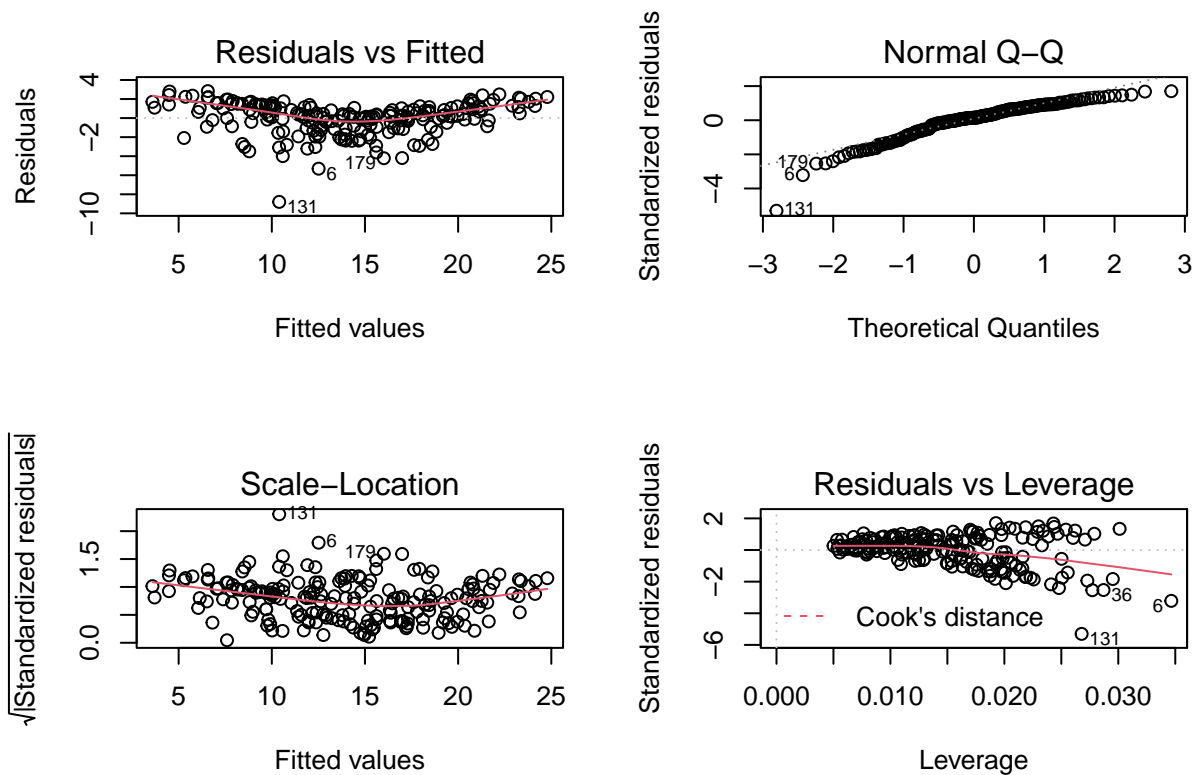 Residuals vs Fitted
Residuals
4
−2
−10
179
6
131
5 10 15 20 25
Fitted values
Normal Q−Q
Standardized residuals
0
−4
179
6
131
−3 −2 −1 0 1 2 3
Theoretical Quantiles
Scale−Location
√|Standardized residuals|
1.5
0.0
131
6
179
5 10 15 20 25
Fitted values
Residuals vs Leverage
Standardized residuals
2
−2
−6
36
6
Cook's distance
131
0.000 0.010 0.020 0.030
Leverage